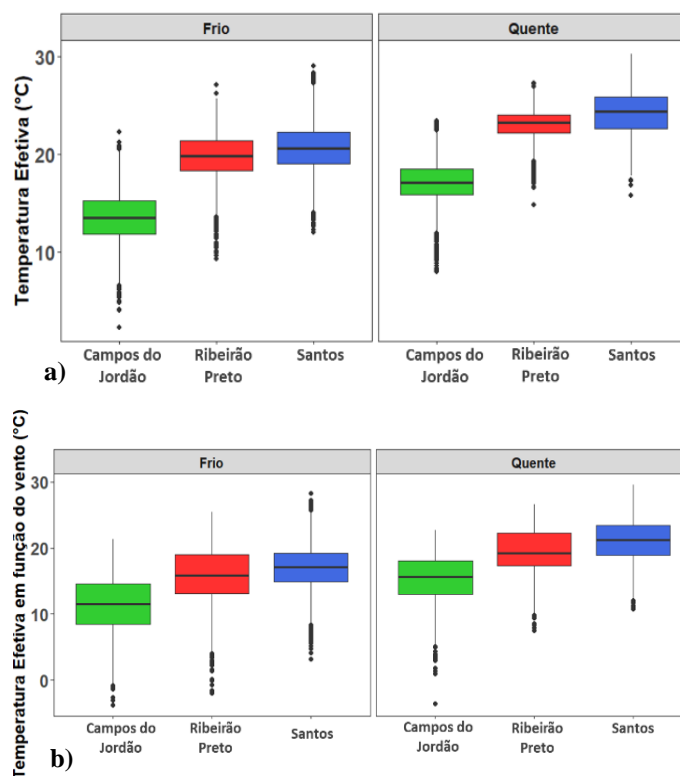 Frio
Quente
Temperatura Efetiva (°C)
30
20
10
Campos do
Jordão
Ribeirão
Preto
Santos
Campos do
Jordão
Ribeirão
Preto
Santos
a)
Frio
Quente
Temperatura Efetiva em função do vento (°C)
30
20
10
0
Campos do
Jordão
Ribeirão
Preto
Santos
Campos do
Jordão
Ribeirão
Preto
Santos
b)